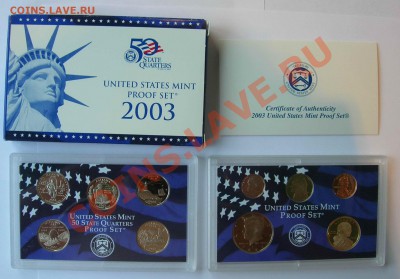 COINS.LAVE.RU
МОНЕТЫ
50
STATE
QUARTERS
UNITED STATES MINT
PROOF SET
2003
Certificate of Authenticity
2003 United States Mint Proof Set®
UNITED STATES MINT
50 STATE QUARTERS
PROOF SET
UNITED STATES MINT
PROOF SET
COINS.LAVE.RU